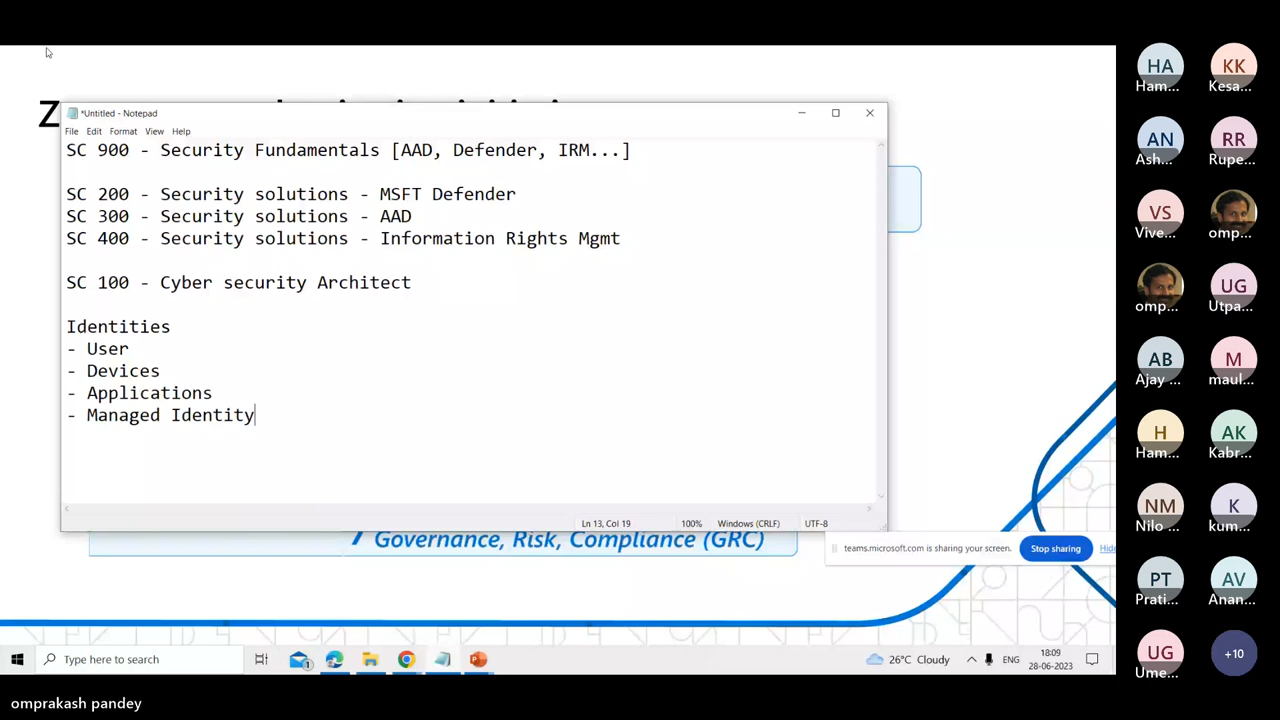 *Untitled - Notepad
File Edit Format View Help
SC 900 - Security Fundamentals [AAD, Defender, IRM...]
SC 200 - Security solutions - MSFT Defender
SC 300 - Security solutions - AAD
SC 400 - Security solutions - Information Rights Mgmt
SC 100 - Cyber security Architect
Identities
- User
- Devices
- Applications
- Managed Identity
Ln 13, Col 19 100% Windows (CRLF) UTF-8
Governance, Risk, Compliance (GRC)
teams.microsoft.com is sharing your screen. Stop sharing Hide
Type here to search
1
26°C Cloudy
ENG
18:09
28-06-2023
HA KK
Ham... Kesa...
AN RR
Ash... Rupe...
VS
Vive... omp...
UG
omp... Utpa...
AB M
Ajay ... maul...
H AK
Ham... Kabr...
NM K
Nilo ... kum...
PT AV
Prati... Anan...
UG +10
Ume...
omprakash pandey